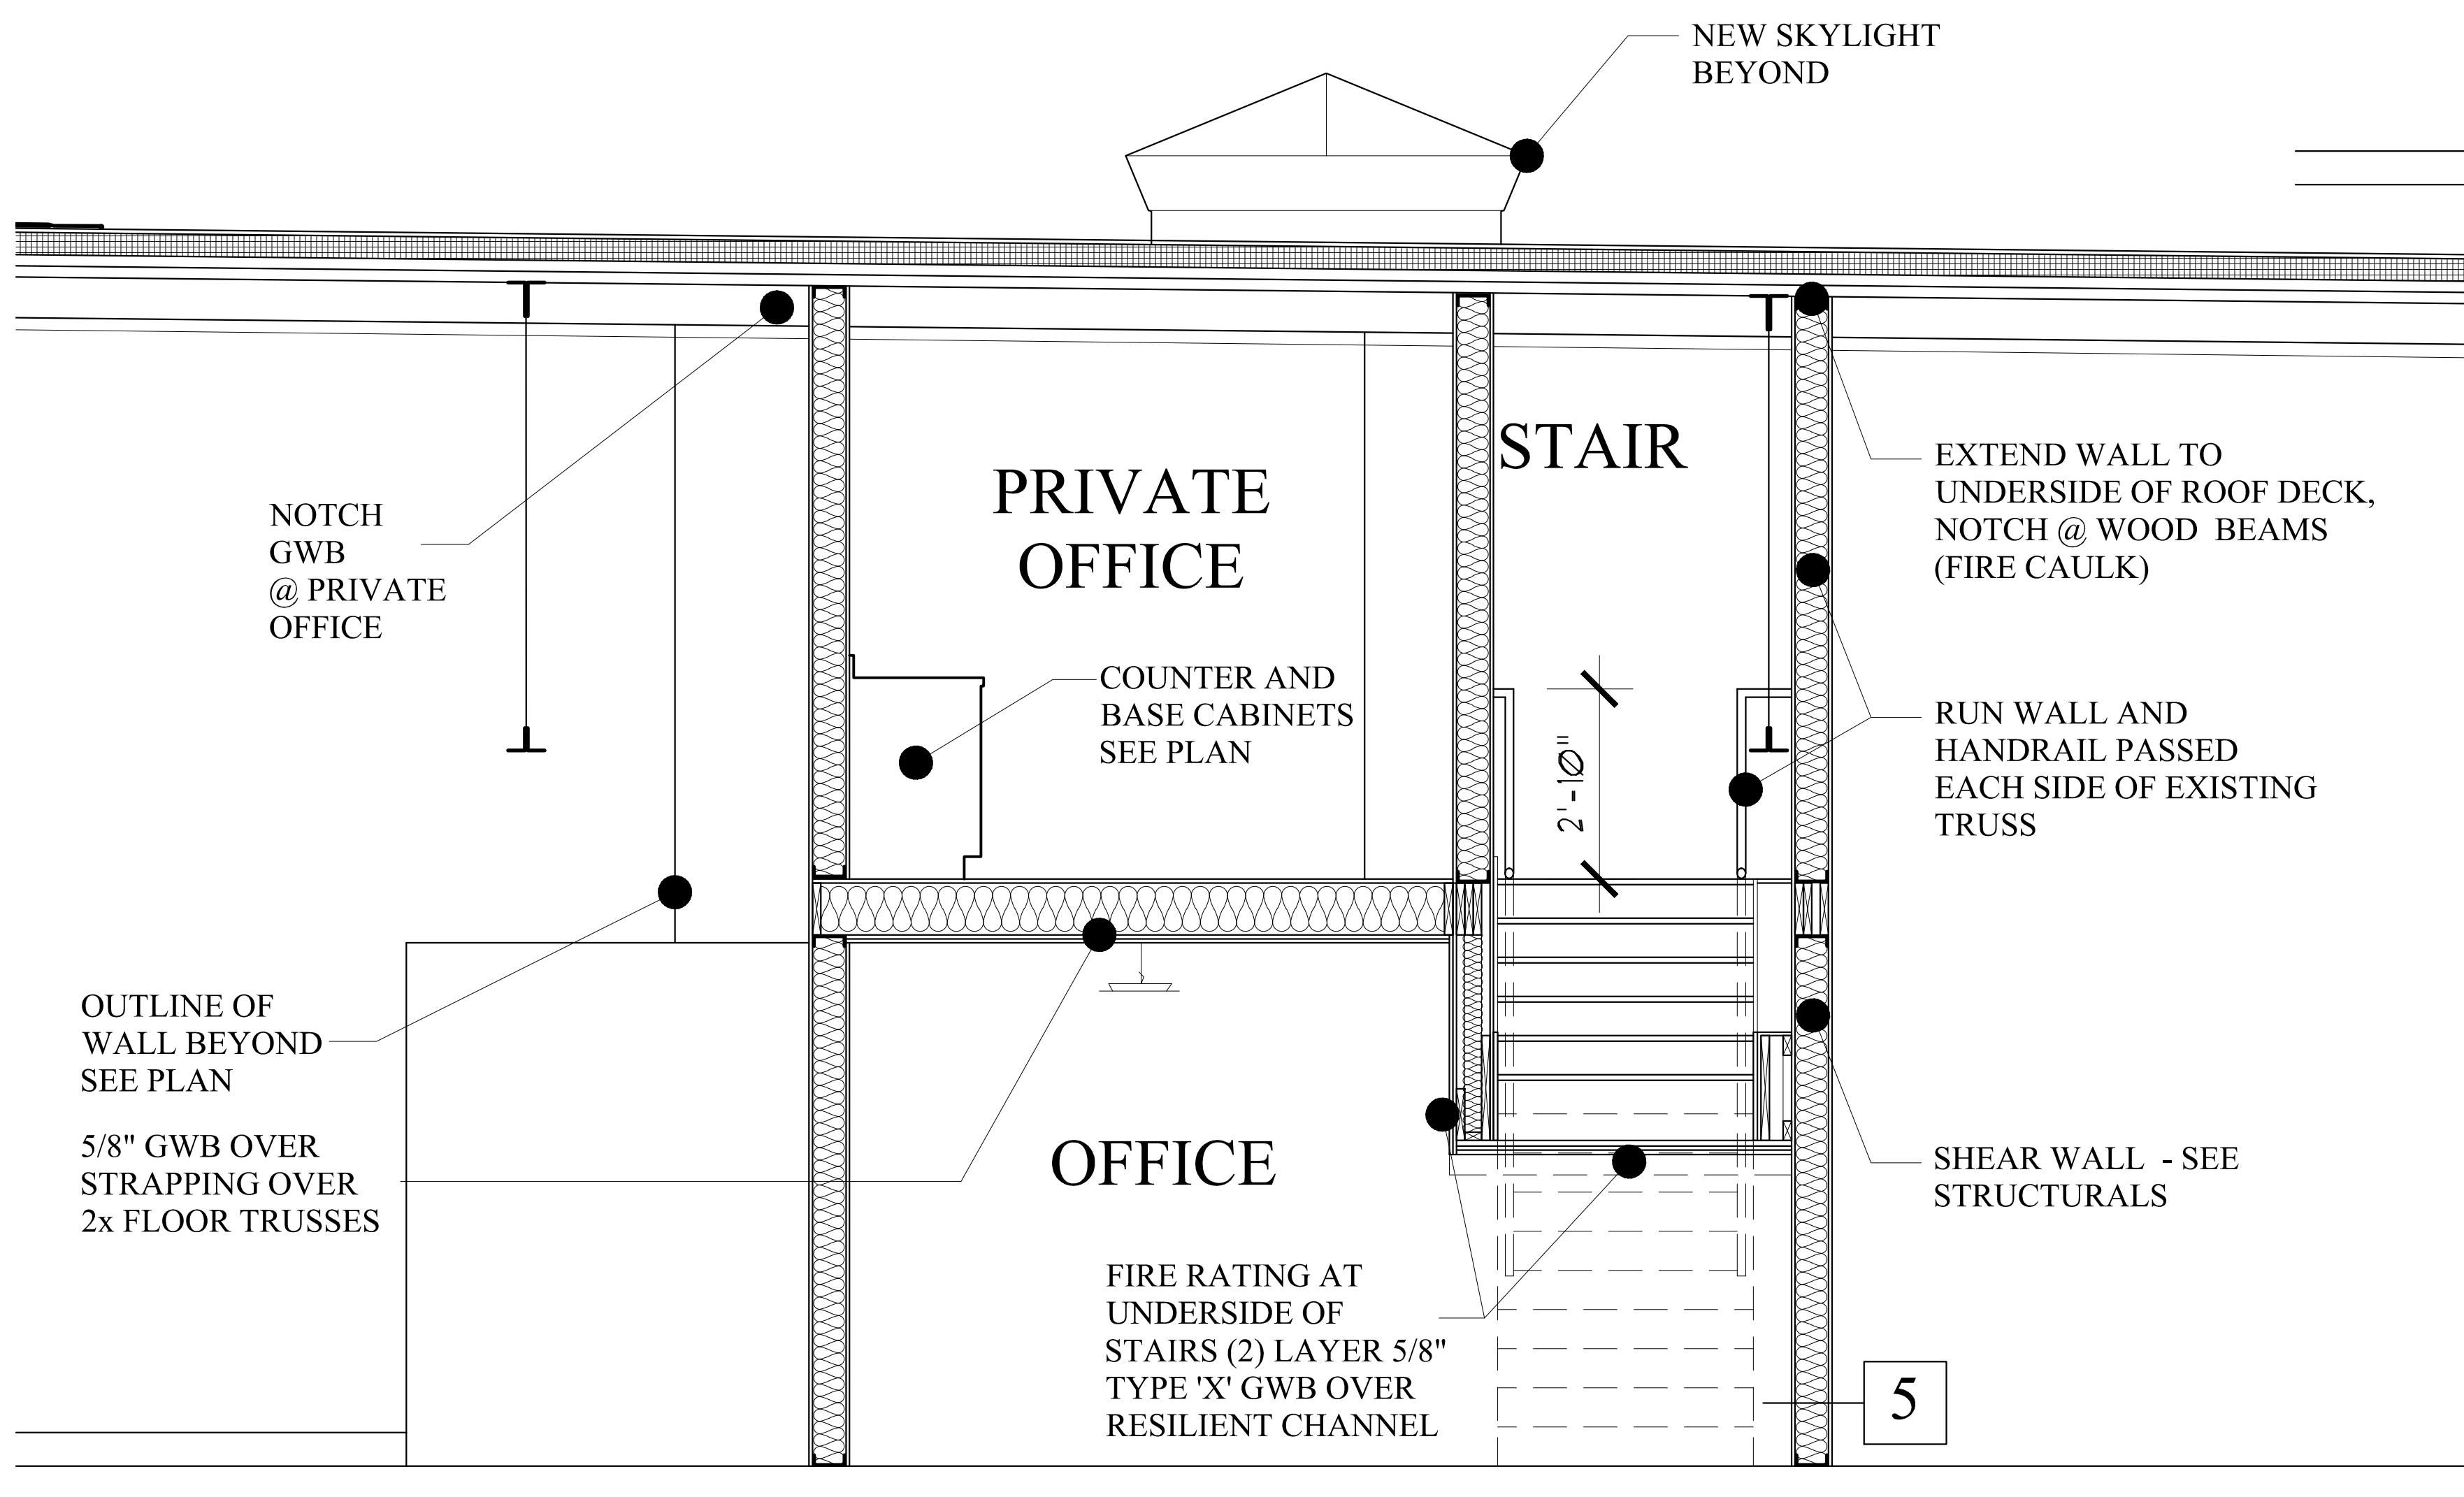 NEW SKYLIGHT
BEYOND
NOTCH
GWB
@ PRIVATE
OFFICE
PRIVATE
OFFICE
STAIR
EXTEND WALL TO
UNDERSIDE OF ROOF DECK,
NOTCH @ WOOD BEAMS
(FIRE CAULK)
COUNTER AND
BASE CABINETS
SEE PLAN
2'-10"
RUN WALL AND
HANDRAIL PASSED
EACH SIDE OF EXISTING
TRUSS
OUTLINE OF
WALL BEYOND
SEE PLAN
5/8" GWB OVER
STRAPPING OVER
2x FLOOR TRUSSES
OFFICE
SHEAR WALL - SEE
STRUCTURALS
FIRE RATING AT
UNDERSIDE OF
STAIRS (2) LAYER 5/8"
TYPE 'X' GWB OVER
RESILIENT CHANNEL
5